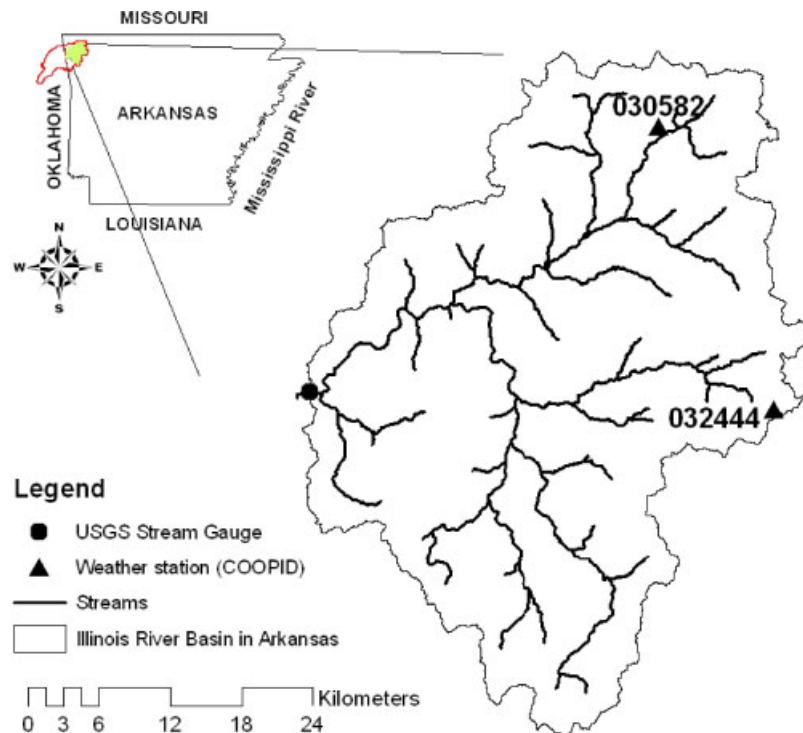 MISSOURI
OKLAHOMA
ARKANSAS
Mississippi River
LOUISIANA
N
W
E
S
030582
032444
Legend
USGS Stream Gauge
Weather station (COOPID)
Streams
Illinois River Basin in Arkansas
Kilometers
0 3 6 12 18 24